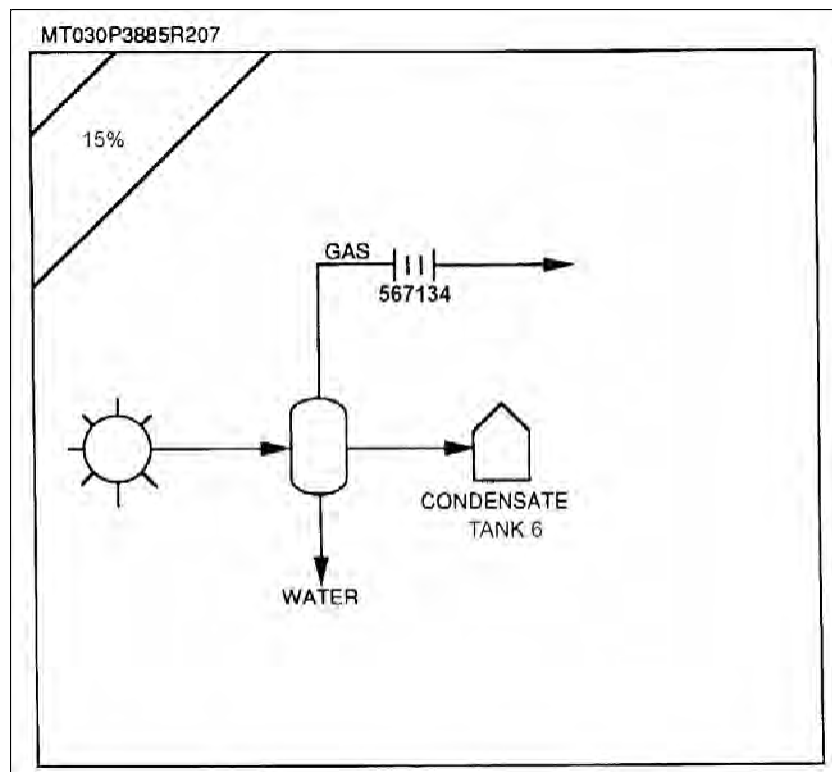 MT030P3885R207
15%
GAS
567134
CONDENSATE
TANK 6
WATER